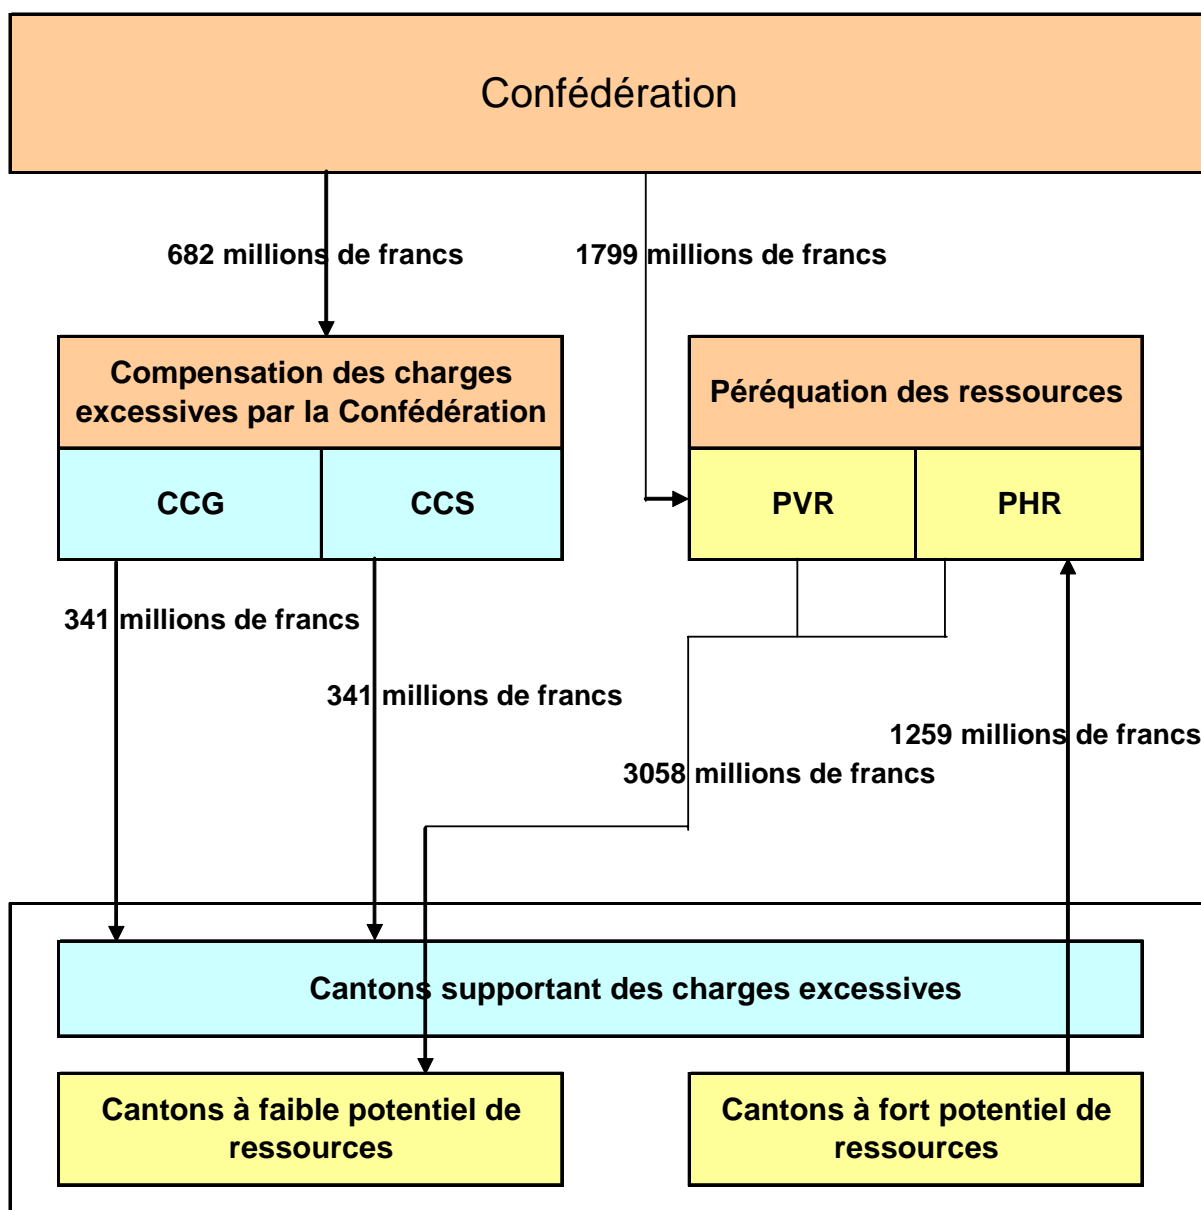 Confédération
682 millions de francs
1799 millions de francs
Compensation des charges
excessives par la Confédération
Péréquation des ressources
CCG
CCS
PVR
PHR
341 millions de francs
341 millions de francs
1259 millions de francs
3058 millions de francs
Cantons supportant des charges excessives
Cantons à faible potentiel de
ressources
Cantons à fort potentiel de
ressources